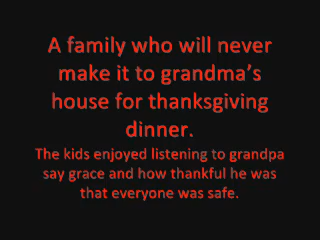 A family who will never
make it to grandma's
house for thanksgiving
dinner.
The kids enjoyed listening to grandpa
say grace and how thankful he was
that everyone was safe.